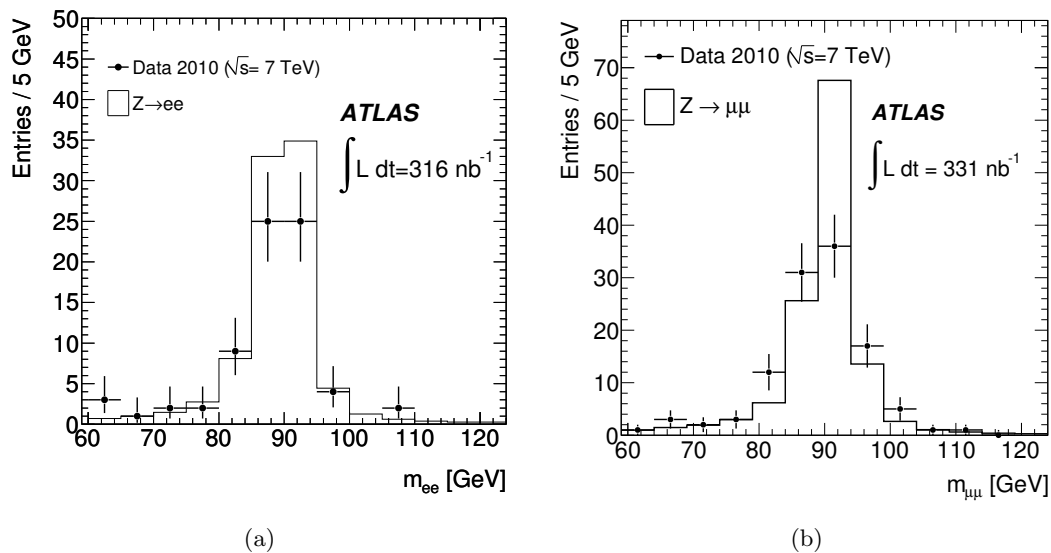 Entries / 5 GeV
50
45
40
35
30
25
20
15
10
5
0
Data 2010 (√s= 7 TeV)
Z→ee
ATLAS
∫ L dt=316 nb⁻¹
60 70 80 90 100 110 120
m_ee [GeV]
(a)
Entries / 5 GeV
70
60
50
40
30
20
10
0
Data 2010 (√s= 7 TeV)
Z → μμ
ATLAS
∫ L dt = 331 nb⁻¹
60 70 80 90 100 110 120
m_μμ [GeV]
(b)